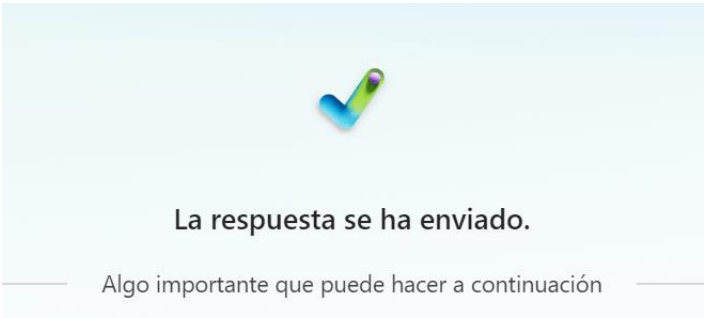 La respuesta se ha enviado.
Algo importante que puede hacer a continuación